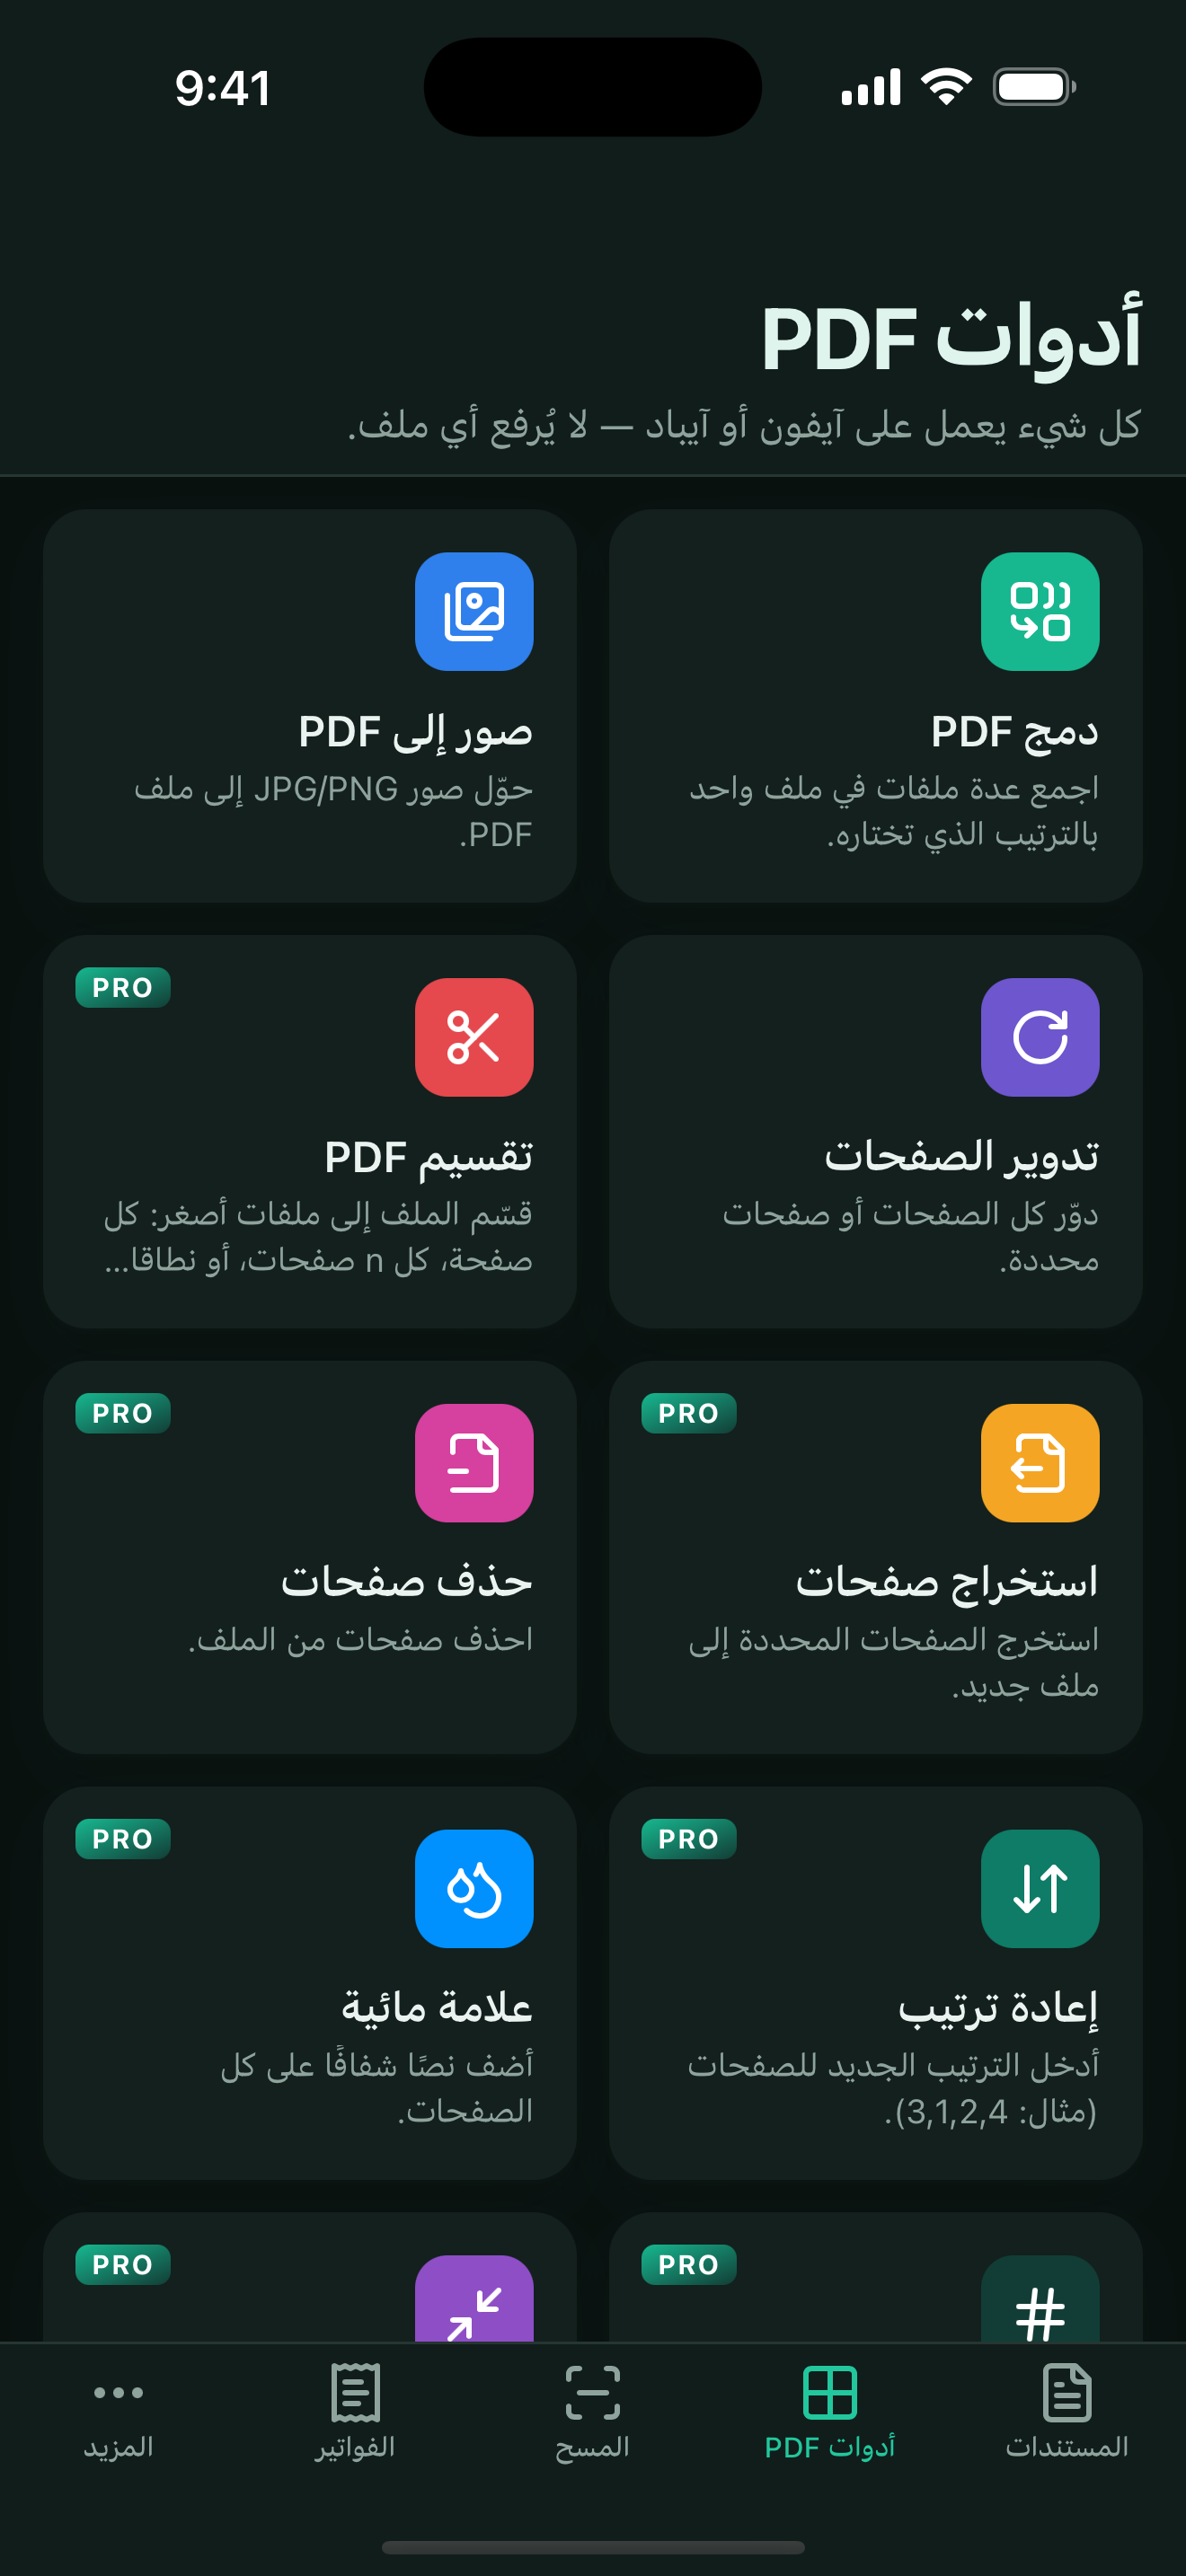 9:41
أدوات PDF
كل شيء يعمل على آيفون أو آيباد — لا يُرفع أي ملف.
دمج PDF
اجمع عدة ملفات في ملف واحد
بالترتيب الذي تختاره.
صور إلى PDF
حوّل صور JPG/PNG إلى ملف
PDF.
تدوير الصفحات
دوّر كل الصفحات أو صفحات
محددة.
PRO
تقسيم PDF
قسّم الملف إلى ملفات أصغر: كل
صفحة، كل n صفحات، أو نطاقا...
PRO
استخراج صفحات
استخرج الصفحات المحددة إلى
ملف جديد.
PRO
حذف صفحات
احذف صفحات من الملف.
PRO
إعادة ترتيب
أدخل الترتيب الجديد للصفحات
(مثال: 3,1,2,4).
PRO
علامة مائية
أضف نصًا شفافًا على كل
الصفحات.
PRO
PRO
المستندات
أدوات PDF
المسح
الفواتير
المزيد